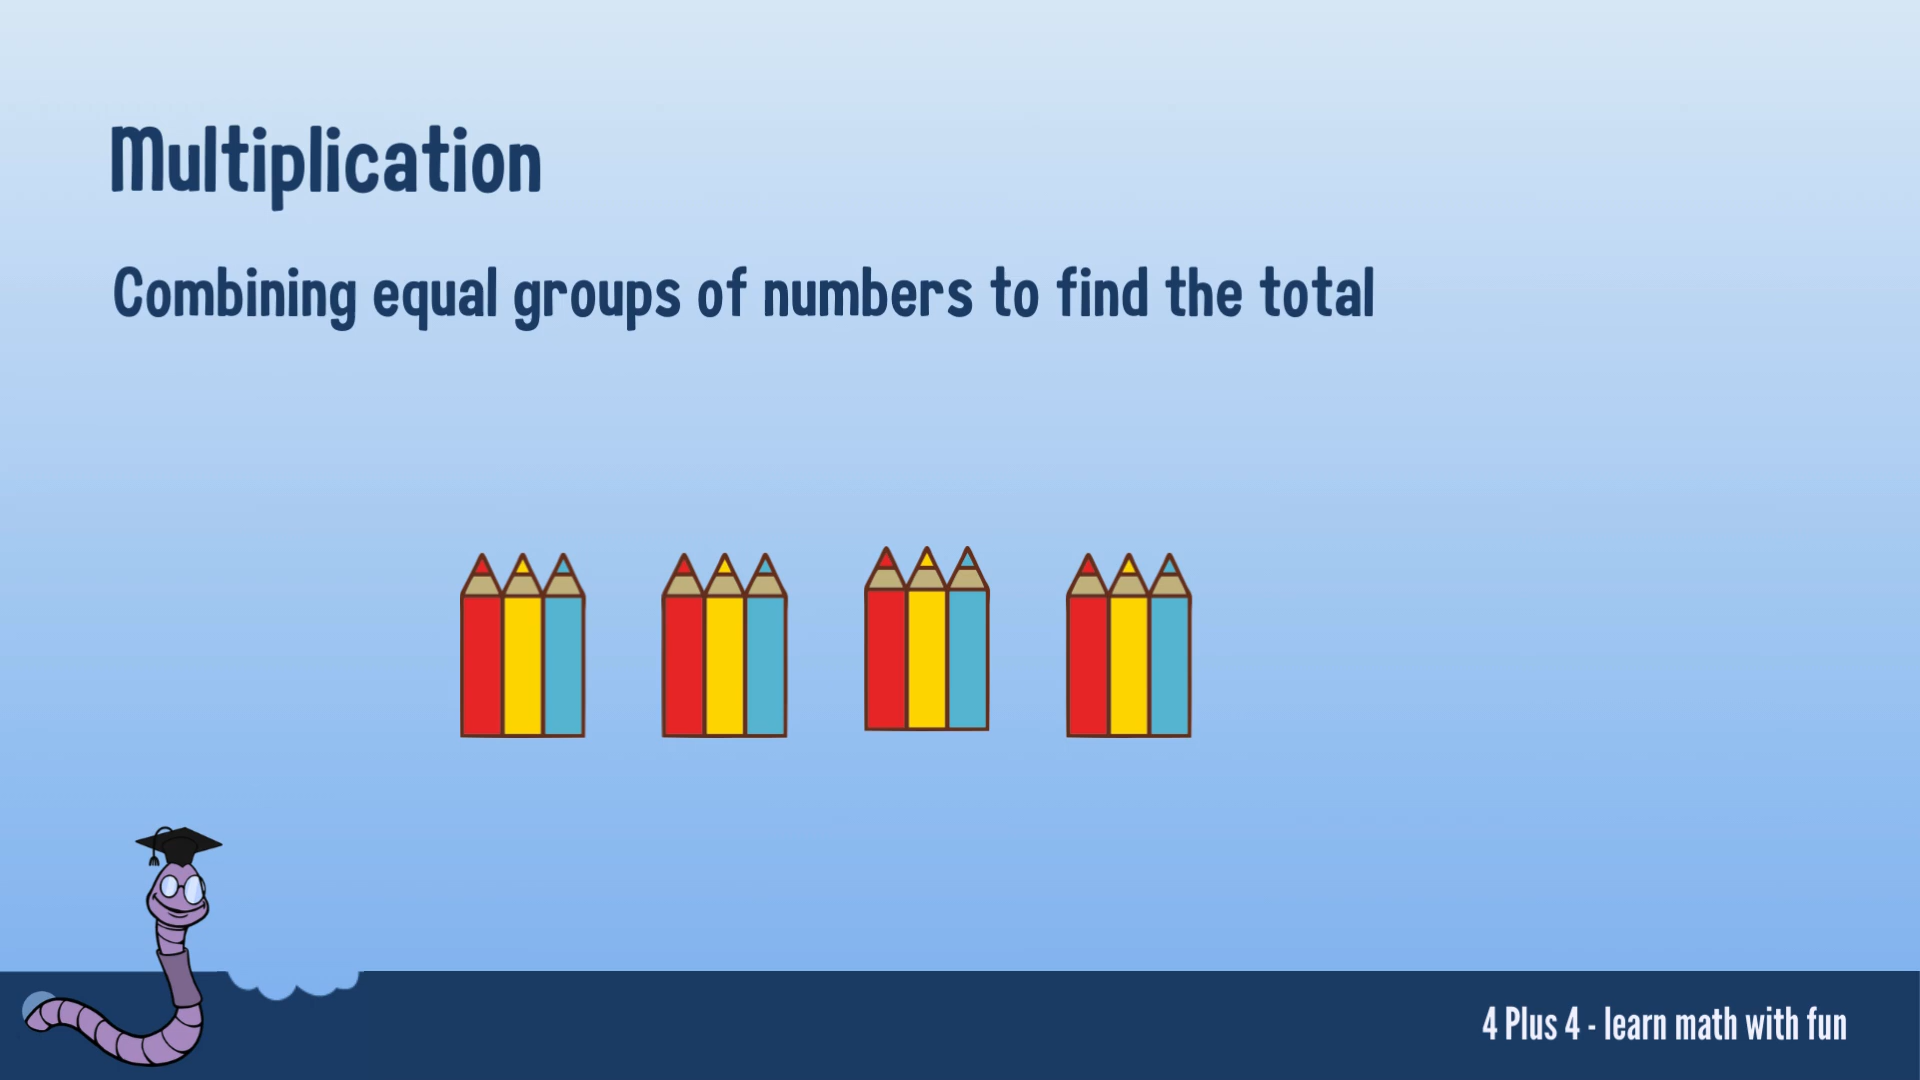 Multiplication
Combining equal groups of numbers to find the total
4 Plus 4 - learn math with fun